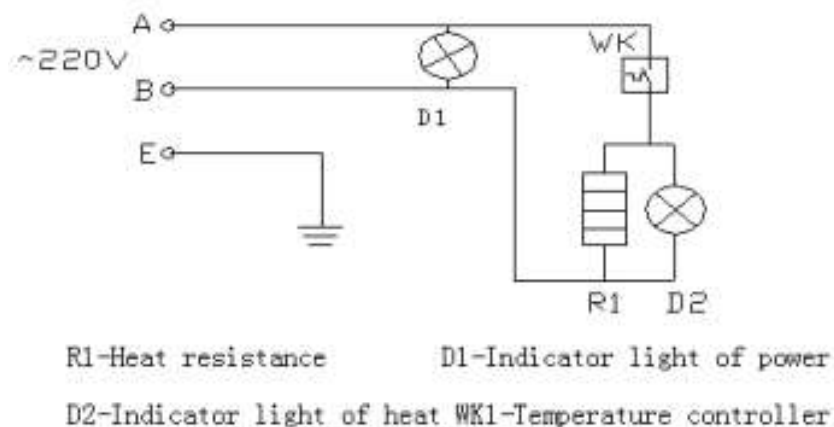 A
WK
~220V
B
D1
E
R1 D2
R1-Heat resistance D1-Indicator light of power
D2-Indicator light of heat WK1-Temperature controller